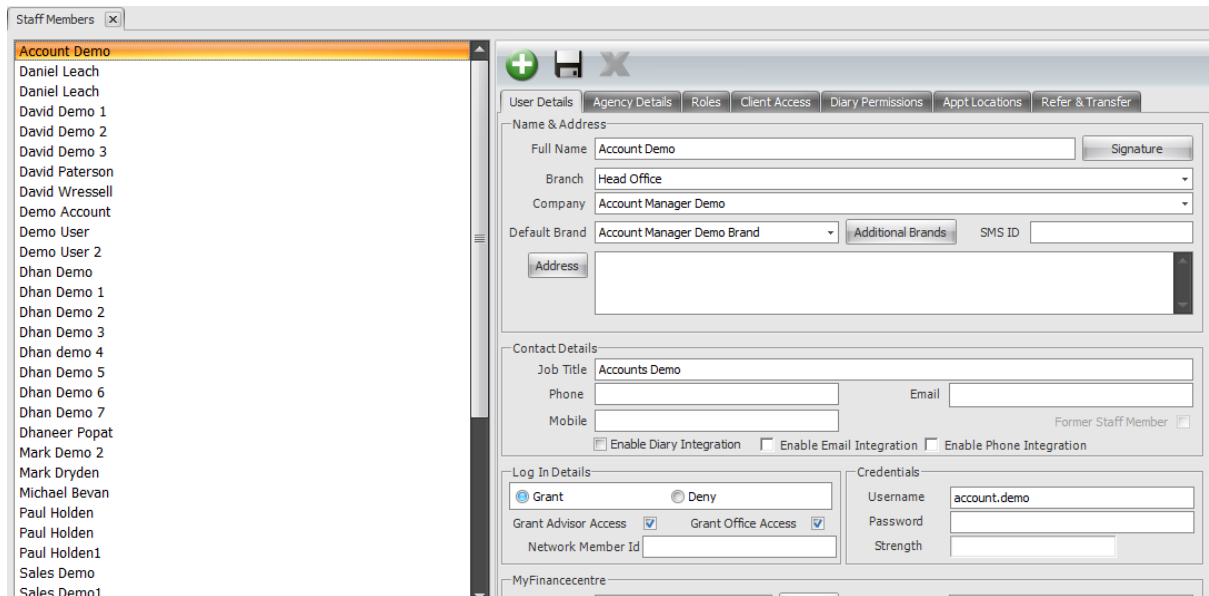 Staff Members
Account Demo
Daniel Leach
Daniel Leach
David Demo 1
David Demo 2
David Demo 3
David Paterson
David Wressell
Demo Account
Demo User
Demo User 2
Dhan Demo
Dhan Demo 1
Dhan Demo 2
Dhan Demo 3
Dhan demo 4
Dhan Demo 5
Dhan Demo 6
Dhan Demo 7
Dhaneer Popat
Mark Demo 2
Mark Dryden
Michael Bevan
Paul Holden
Paul Holden
Paul Holden1
Sales Demo
Sales Demo1
User Details Agency Details Roles Client Access Diary Permissions Appt Locations Refer & Transfer
Name & Address
Full Name Account Demo Signature
Branch Head Office
Company Account Manager Demo
Default Brand Account Manager Demo Brand Additional Brands SMS ID
Address
Contact Details
Job Title Accounts Demo
Phone Email
Mobile Former Staff Member
Enable Diary Integration Enable Email Integration Enable Phone Integration
Log In Details
Grant Deny
Grant Advisor Access Grant Office Access
Network Member Id
Credentials
Username account.demo
Password
Strength
MyFinancecentre